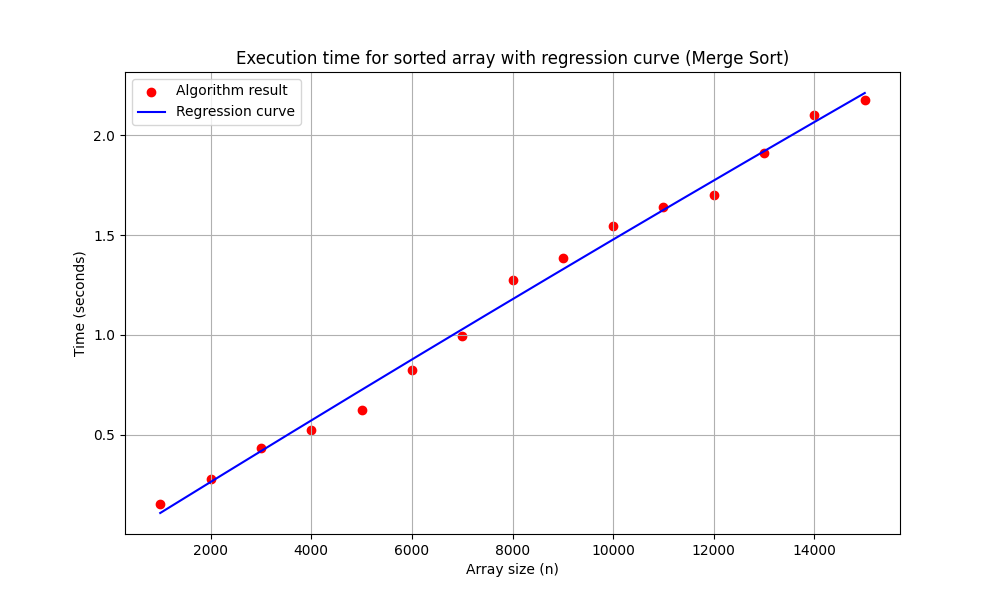 Execution time for sorted array with regression curve (Merge Sort)
Algorithm result
Regression curve
Time (seconds)
2.0
1.5
1.0
0.5
2000 4000 6000 8000 10000 12000 14000
Array size (n)